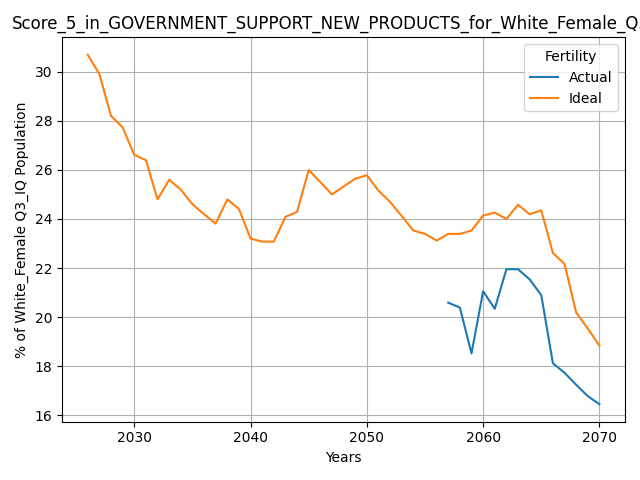 Score_5_in_GOVERNMENT_SUPPORT_NEW_PRODUCTS_for_White_Female_Q
Fertility
Actual
Ideal
% of White_Female Q3_IQ Population
30
28
26
24
22
20
18
16
2030 2040 2050 2060 2070
Years